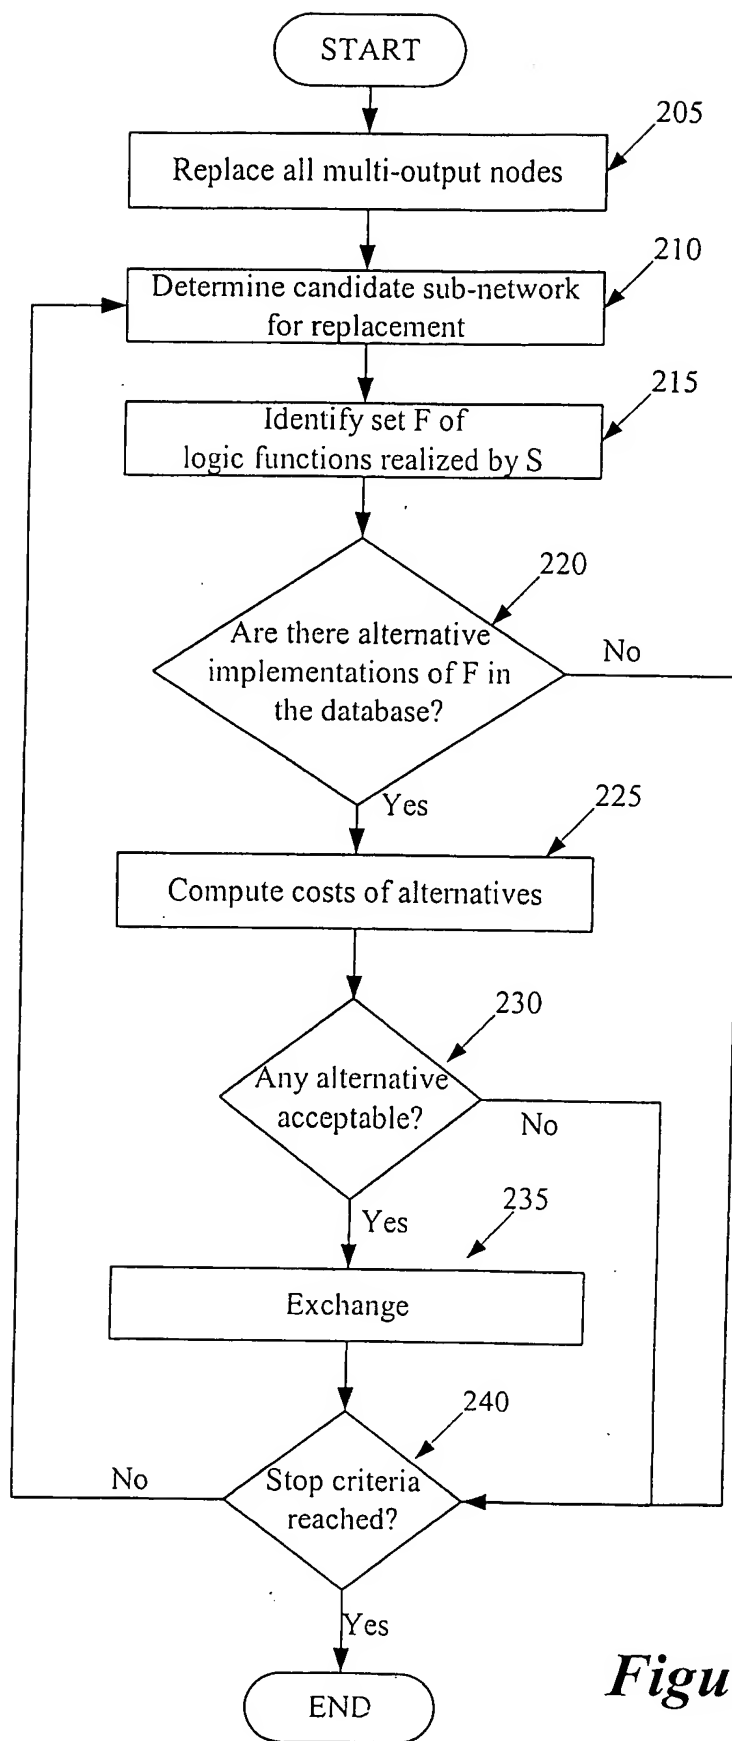 START
205
Replace all multi-output nodes
210
Determine candidate sub-network
for replacement
215
Identify set F of
logic functions realized by S
220
Are there alternative
implementations of F in
the database?
No
Yes
225
Compute costs of alternatives
230
Any alternative
acceptable?
No
Yes
235
Exchange
240
Stop criteria
reached?
No
Yes
END
Figu